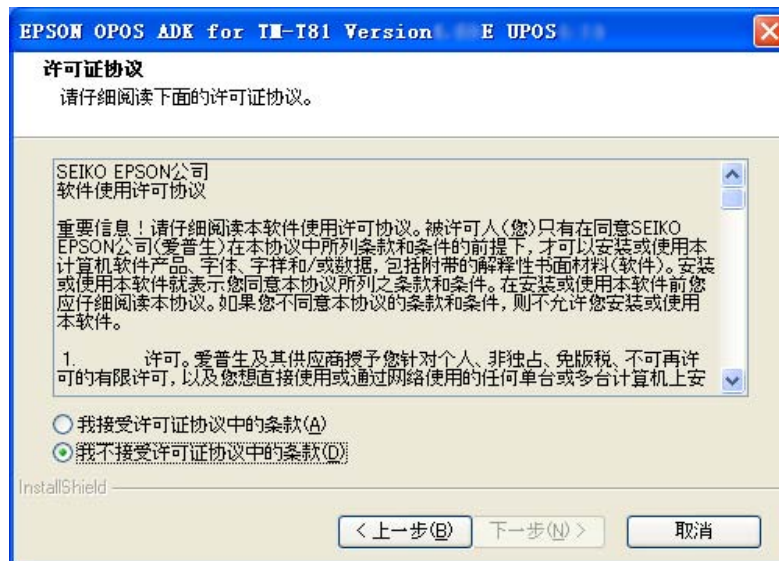 EPSON OPOS ADK for TM-T81 Version E UPOS
许可证协议
请仔细阅读下面的许可证协议。
SEIKO EPSON公司
软件使用许可协议
重要信息！请仔细阅读本软件使用许可协议。被许可人(您)只有在同意SEIKO
EPSON公司(爱普生)在本协议中所列条款和条件的前提下，才可以安装或使用本
计算机软件产品、字体、字样和/或数据，包括附带的解释性书面材料(软件)。安装
或使用本软件就表示您同意本协议所列之条款和条件。在安装或使用本软件前您
应仔细阅读本协议。如果您不同意本协议的条款和条件，则不允许您安装或使用
本软件。
1. 许可。爱普生及其供应商授予您针对个人、非独占、免版税、不可再许
可的有限许可，以及您想直接使用或通过网络使用的任何单台或多台计算机上安
我接受许可证协议中的条款(A)
我不接受许可证协议中的条款(D)
InstallShield
< 上一步(B)
下一步(N) >
取消